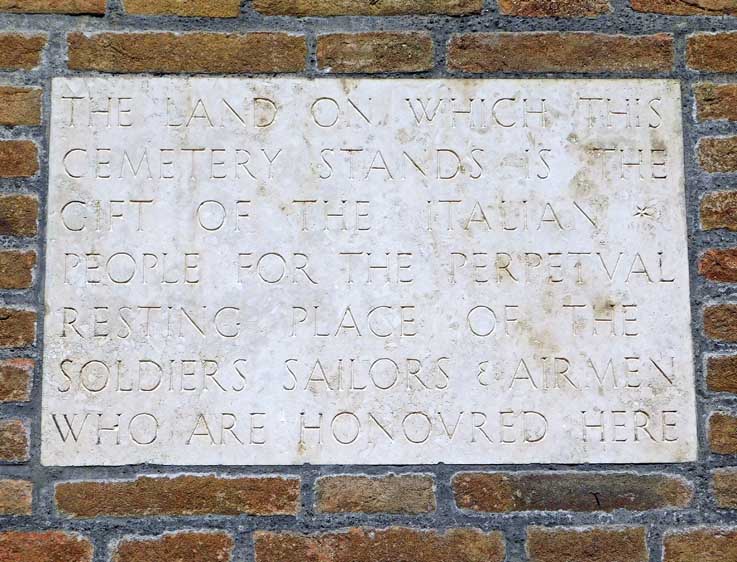 THE LAND ON WHICH THIS
CEMETERY STANDS IS THE
GIFT OF THE ITALIAN *
PEOPLE FOR THE PERPETVAL
RESTING PLACE OF THE
SOLDIERS SAILORS & AIRMEN
WHO ARE HONOVRED HERE